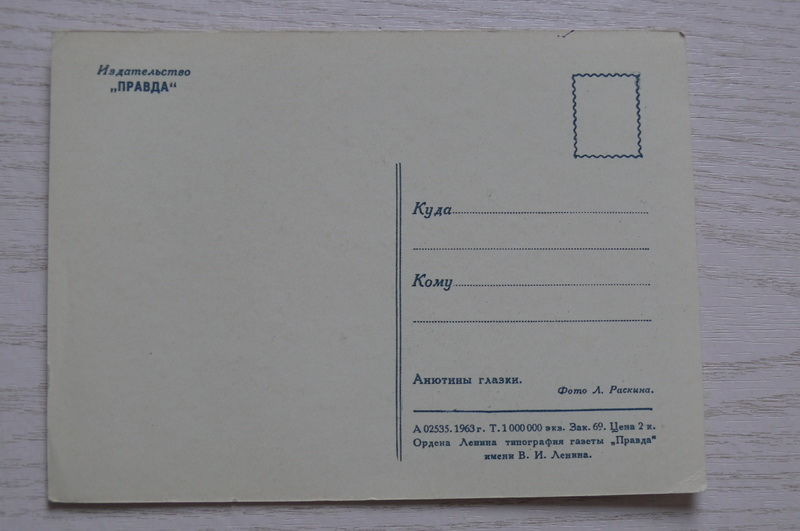 Издательство
„ПРАВДА“
Куда
Кому
Анютины глазки.
Фото Л. Раскина.
А 02535. 1963 г. Т. 1 000 000 экз. Зак. 69. Цена 2 к.
Ордена Ленина типография газеты „Правда“
имени В. И. Ленина.